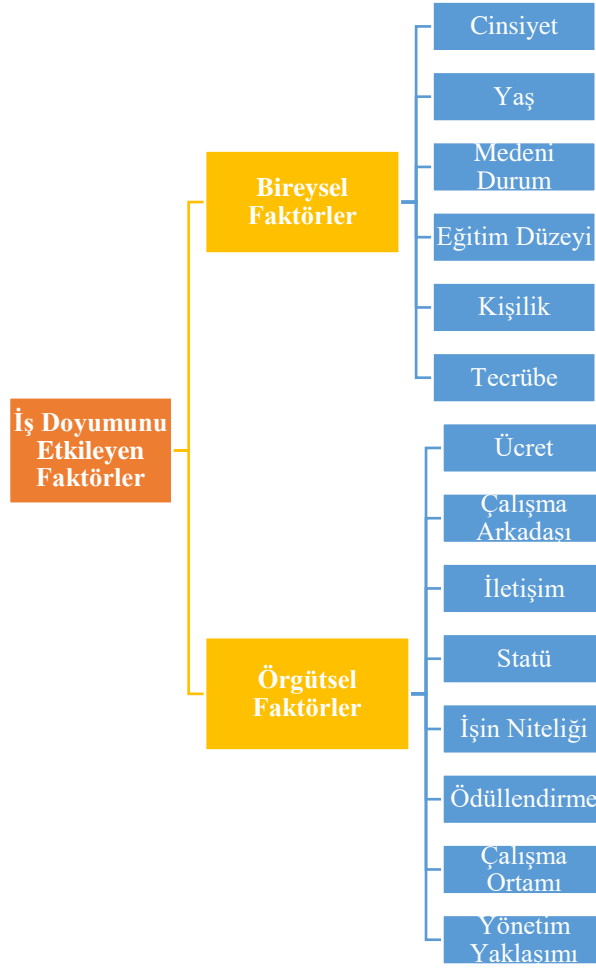 İş Doyumunu
Etkileyen
Faktörler
Bireysel
Faktörler
Cinsiyet
Yaş
Medeni
Durum
Eğitim Düzeyi
Kişilik
Tecrübe
Örgütsel
Faktörler
Ücret
Çalışma
Arkadaşı
İletişim
Statü
İşin Niteliği
Ödüllendirme
Çalışma
Ortamı
Yönetim
Yaklaşımı